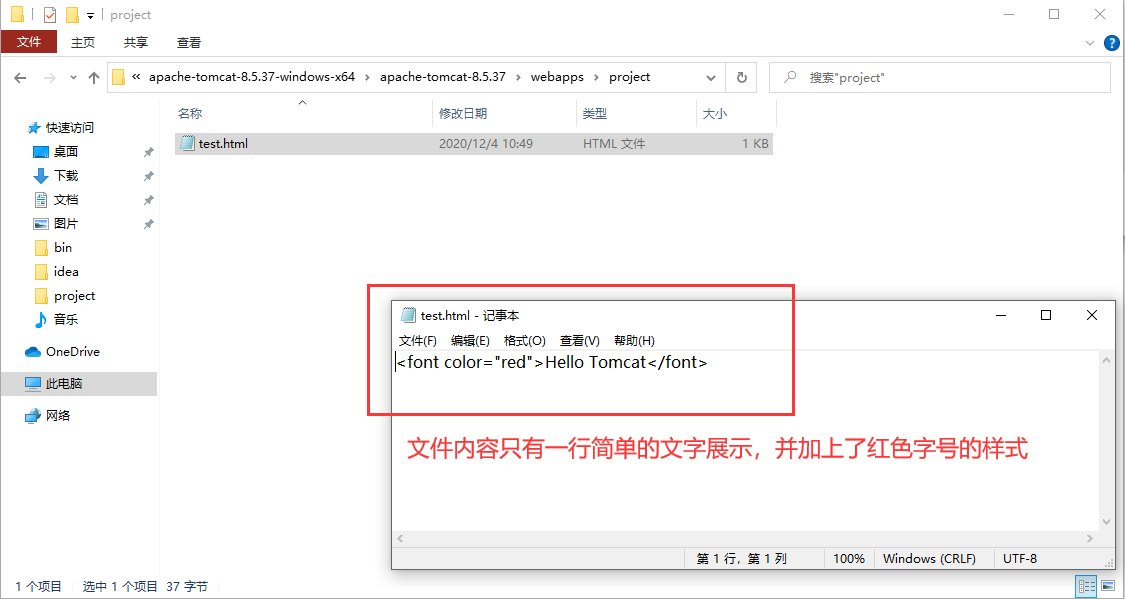 project
文件 主页 共享 查看
« apache-tomcat-8.5.37-windows-x64 › apache-tomcat-8.5.37 › webapps › project
搜索"project"
名称 修改日期 类型 大小
test.html 2020/12/4 10:49 HTML 文件 1 KB
快速访问
桌面
下载
文档
图片
bin
idea
project
音乐
OneDrive
此电脑
网络
test.html - 记事本
文件(F) 编辑(E) 格式(O) 查看(V) 帮助(H)
<font color="red">Hello Tomcat</font>
文件内容只有一行简单的文字展示，并加上了红色字号的样式
第 1 行，第 1 列 100% Windows (CRLF) UTF-8
1 个项目 选中 1 个项目 37 字节